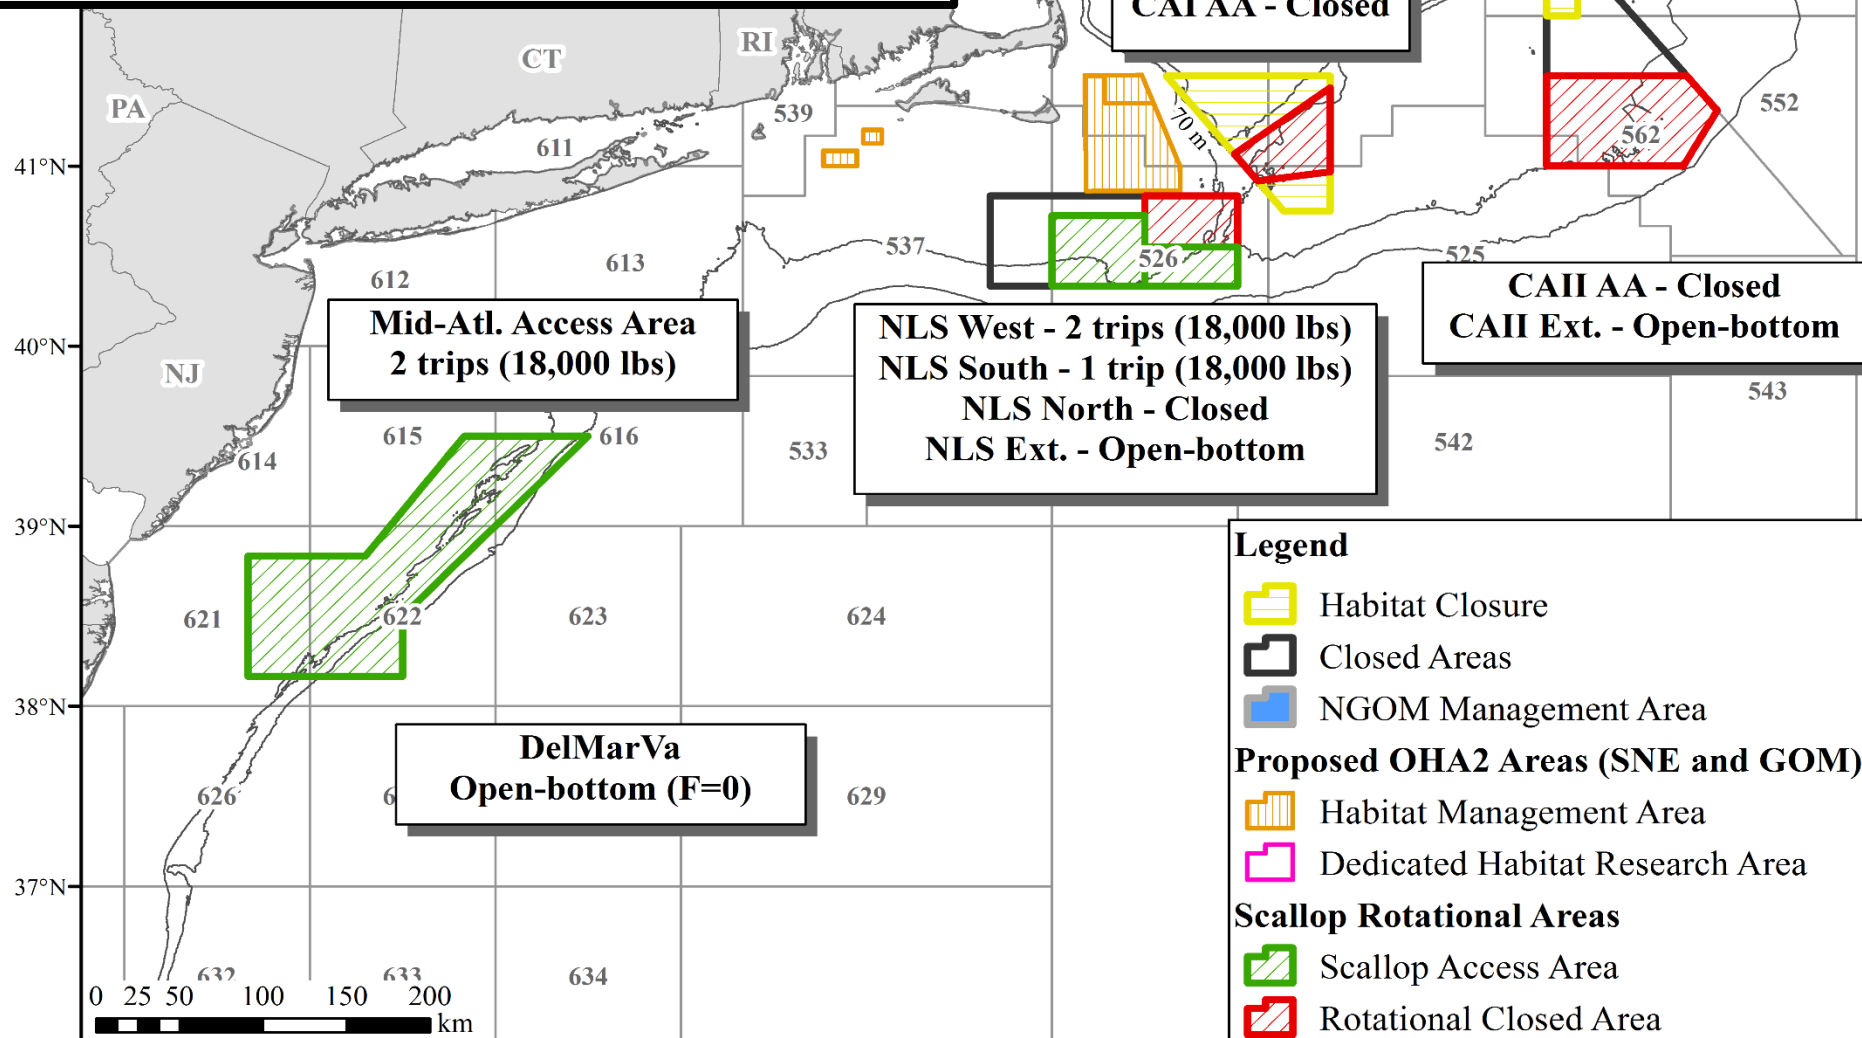 CAI AA - Closed
RI
CT
PA
539
552
70 m
562
611
41°N
537
526
525
613
612
CAII AA - Closed
CAII Ext. - Open-bottom
Mid-Atl. Access Area
2 trips (18,000 lbs)
NLS West - 2 trips (18,000 lbs)
NLS South - 1 trip (18,000 lbs)
NLS North - Closed
NLS Ext. - Open-bottom
40°N
NJ
543
615
616
614
533
542
39°N
621
622
623
624
38°N
DelMarVa
Open-bottom (F=0)
626
629
37°N
632
633
634
0 25 50 100 150 200
km
Legend
Habitat Closure
Closed Areas
NGOM Management Area
Proposed OHA2 Areas (SNE and GOM)
Habitat Management Area
Dedicated Habitat Research Area
Scallop Rotational Areas
Scallop Access Area
Rotational Closed Area